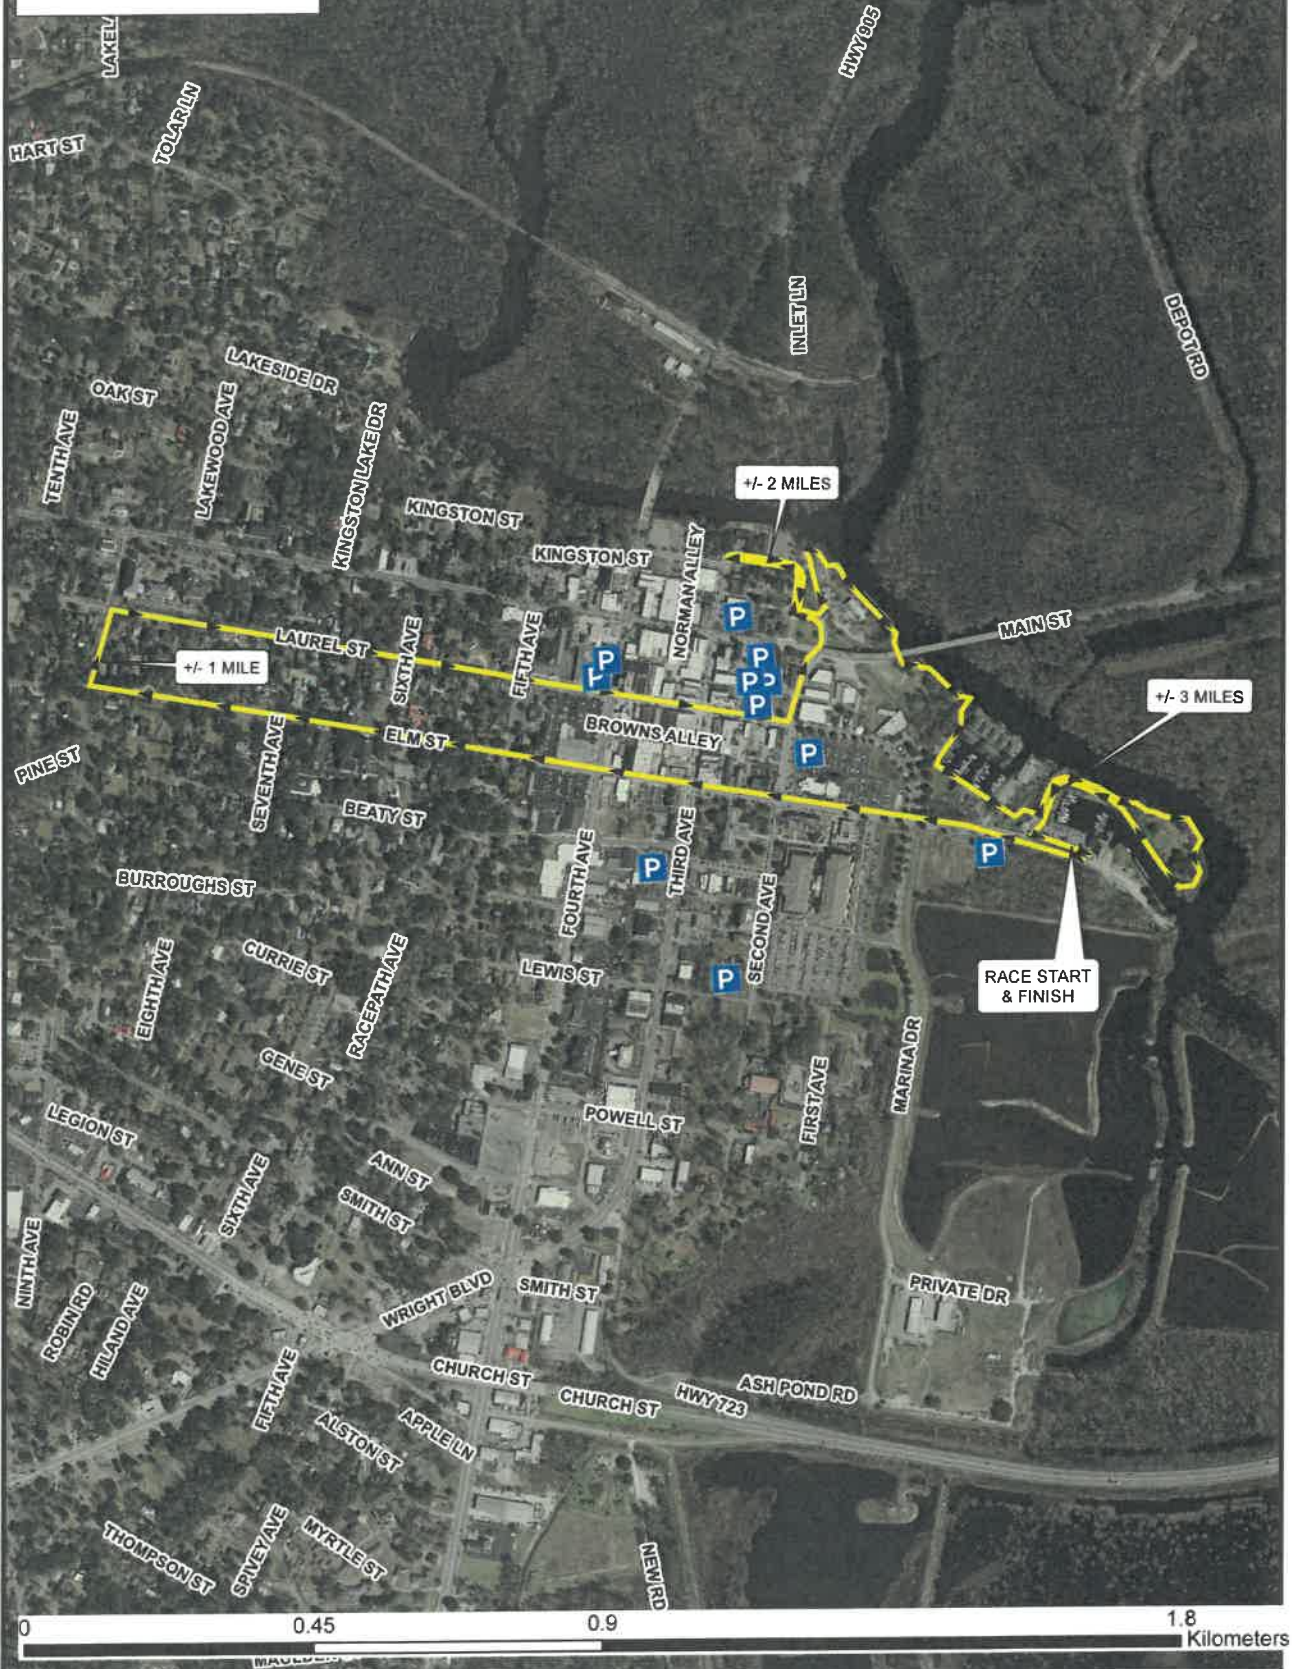 LAKEL
HWY 905
TOLAR LN
HART ST
INLET LN
DEPOT RD
LAKESIDE DR
OAK ST
TENTH AVE
LAKEWOOD AVE
KINGSTON LAKE DR
+/- 2 MILES
KINGSTON ST
KINGSTON ST
NORMAN ALLEY
P
MAIN ST
LAUREL ST
SIXTH AVE
FIFTH AVE
P
P
P
P
P
+/- 1 MILE
+/- 3 MILES
P
BROWNS ALLEY
ELM ST
P
PINE ST
SEVENTH AVE
BEATY ST
FOURTH AVE
P
THIRD AVE
P
BURROUGHS ST
SECOND AVE
EIGHTH AVE
CURRIE ST
RACEPATH AVE
LEWIS ST
P
RACE START
& FINISH
GENE ST
MARINA DR
FIRST AVE
LEGION ST
POWELL ST
ANN ST
SIXTH AVE
SMITH ST
NINTH AVE
ROBIN RD
HILAND AVE
WRIGHT BLVD
SMITH ST
PRIVATE DR
FIFTH AVE
CHURCH ST
CHURCH ST
HWY 723
ASH POND RD
ALSTON ST
APPLE LN
THOMPSON ST
SPIVEY AVE
MYRTLE ST
NEW RD
0
0.45
0.9
1.8
Kilometers